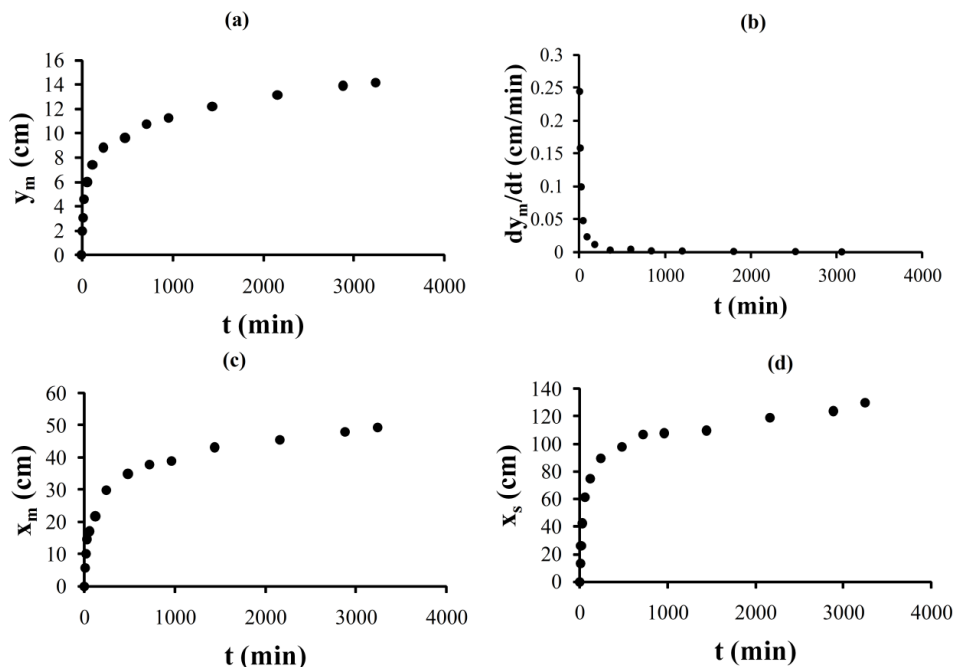 (a)
16
14
12
10
8
6
4
2
0
y_m (cm)
0 1000 2000 3000 4000
t (min)
(b)
0.3
0.25
0.2
0.15
0.1
0.05
0
dy_m/dt (cm/min)
0 1000 2000 3000 4000
t (min)
(c)
60
50
40
30
20
10
0
x_m (cm)
0 1000 2000 3000 4000
t (min)
(d)
140
120
100
80
60
40
20
0
x_s (cm)
0 1000 2000 3000 4000
t (min)